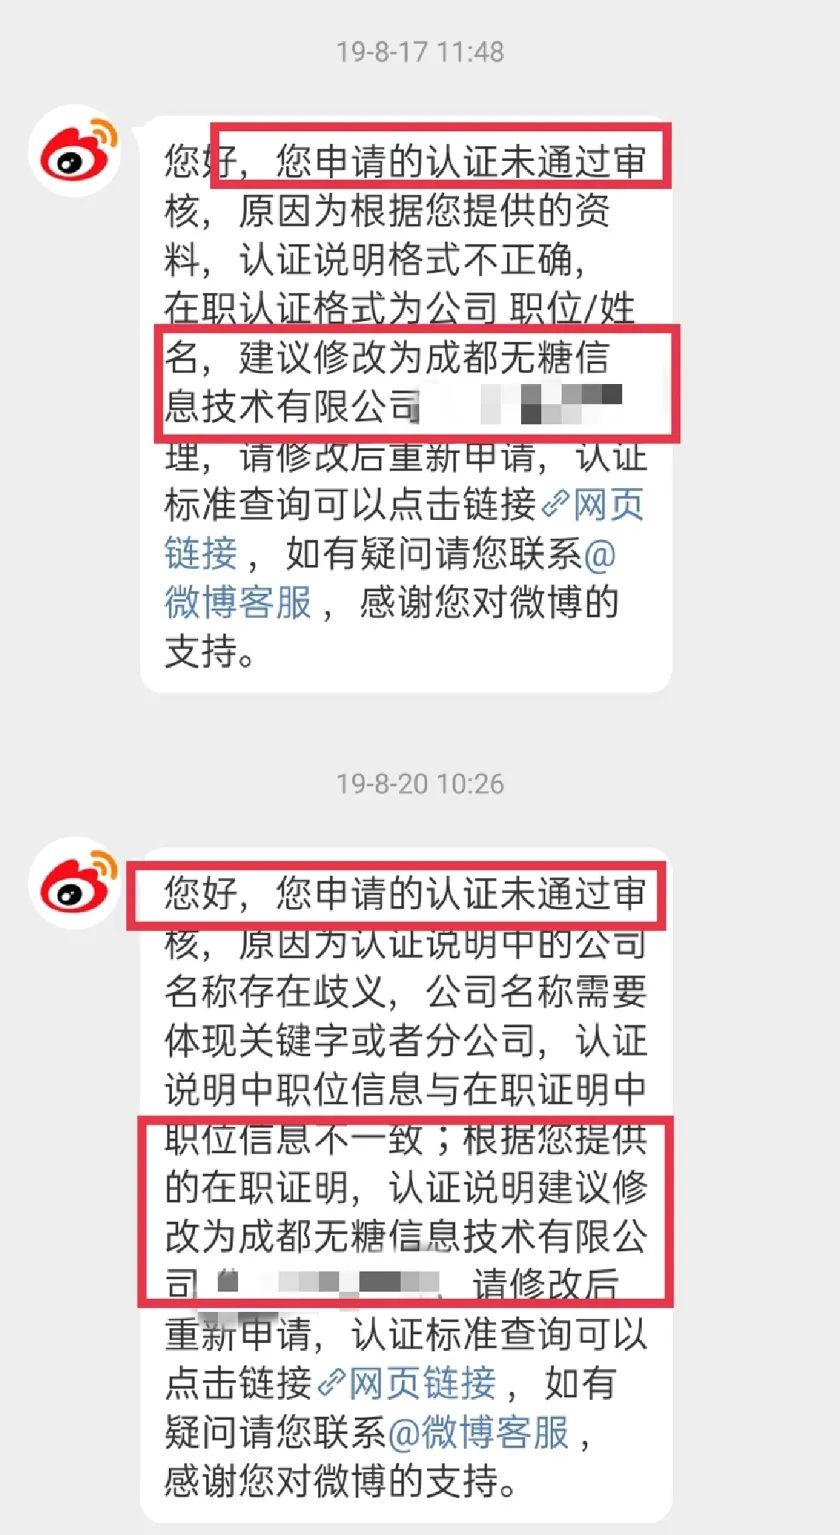 19-8-17 11:48
您好，您申请的认证未通过审
核，原因为根据您提供的资
料，认证说明格式不正确，
在职认证格式为公司 职位/姓
名，建议修改为成都无糖信
息技术有限公司
理，请修改后重新申请，认证
标准查询可以点击链接网页
链接，如有疑问请您联系@
微博客服，感谢您对微博的
支持。
19-8-20 10:26
您好，您申请的认证未通过审
核，原因为认证说明中的公司
名称存在歧义，公司名称需要
体现关键字或者分公司，认证
说明中职位信息与在职证明中
职位信息不一致；根据您提供
的在职证明，认证说明建议修
改为成都无糖信息技术有限公
司，请修改后
重新申请，认证标准查询可以
点击链接网页链接，如有
疑问请您联系@微博客服，
感谢您对微博的支持。